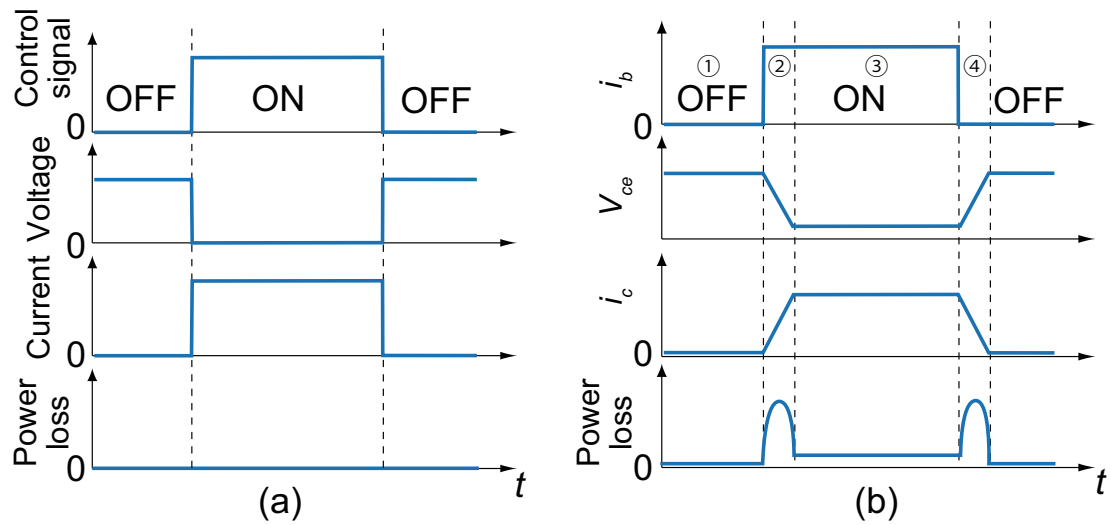 Control
signal
OFF
ON
OFF
0
Voltage
0
Current
0
Power
loss
0
t
(a)
i_b
①
②
③
④
OFF
ON
OFF
0
V_ce
i_c
0
Power
loss
0
t
(b)